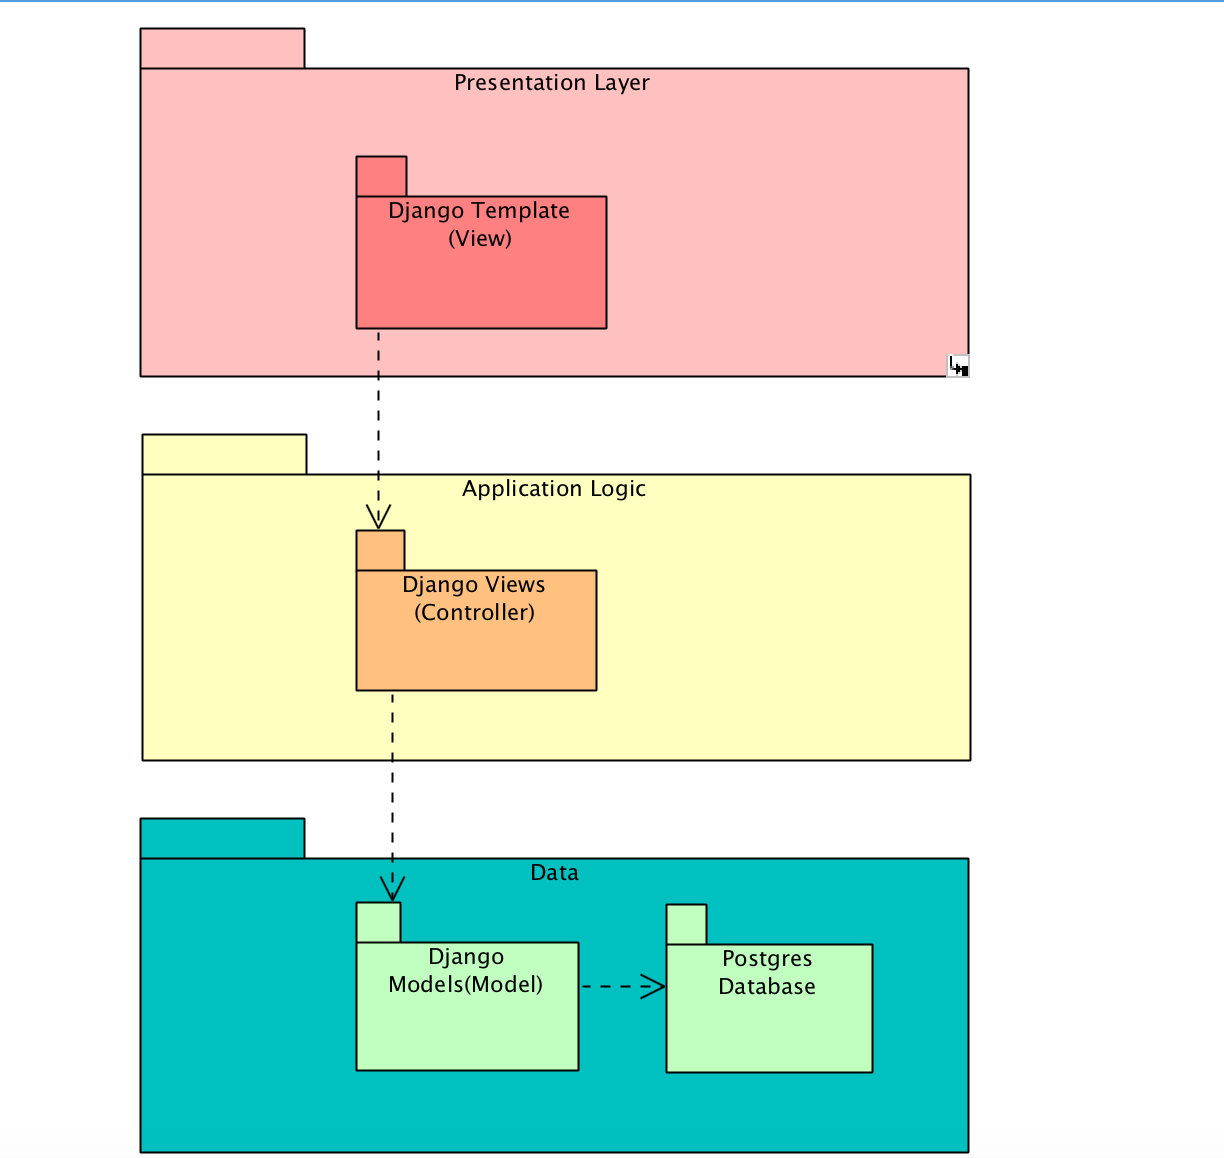 Presentation Layer
Django Template
(View)
Application Logic
Django Views
(Controller)
Data
Django
Models(Model)
Postgres
Database